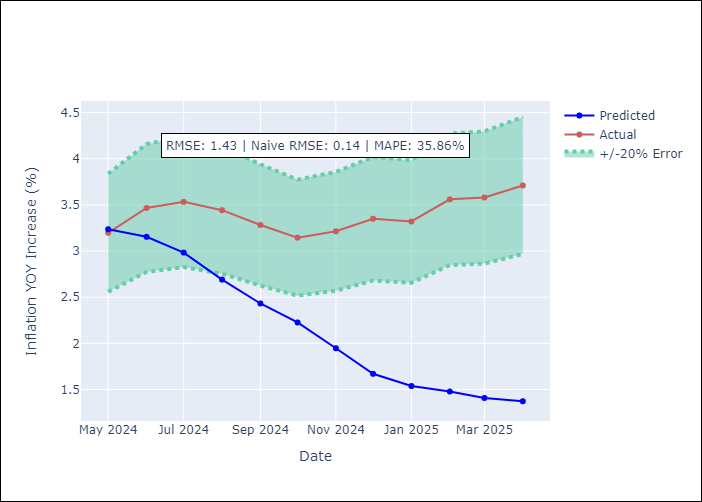 RMSE: 1.43 | Naive RMSE: 0.14 | MAPE: 35.86%
Predicted
Actual
+/-20% Error
4.5
4
3.5
3
2.5
2
1.5
Inflation YOY Increase (%)
May 2024 Jul 2024 Sep 2024 Nov 2024 Jan 2025 Mar 2025
Date